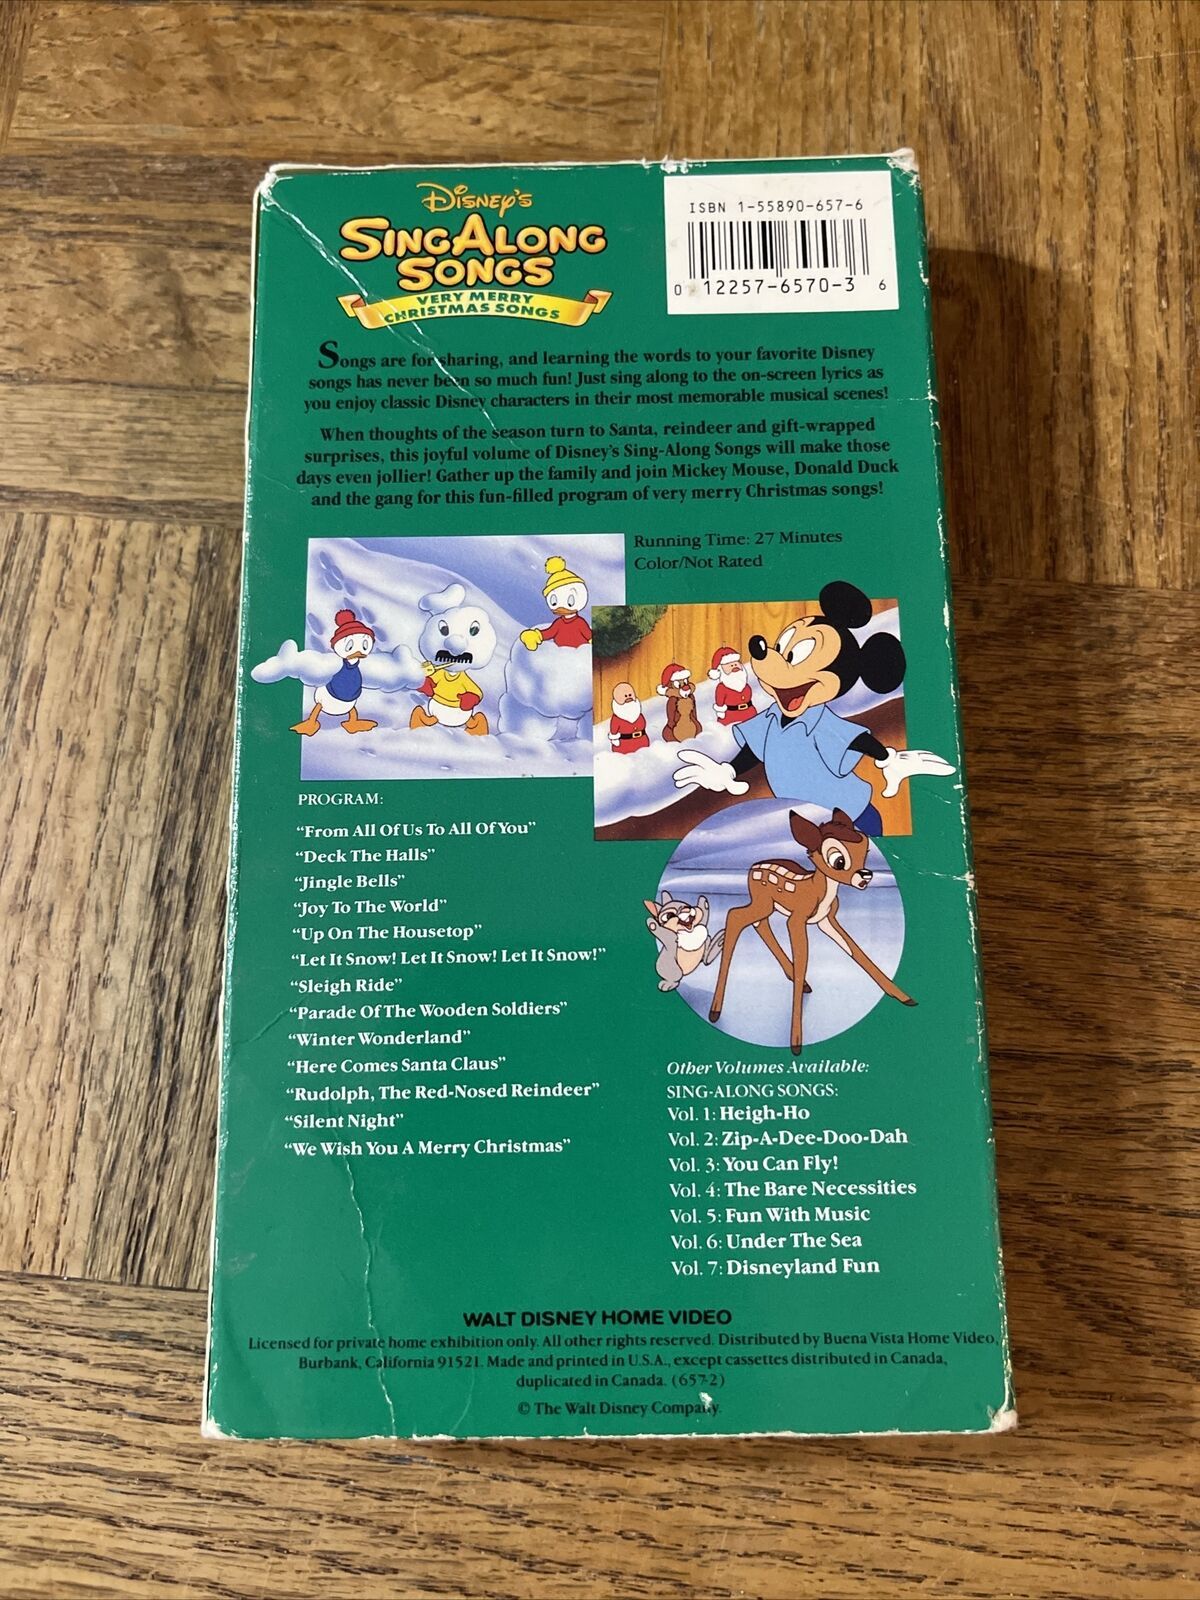 Disney's
SING ALONG
SONGS
VERY MERRY
CHRISTMAS SONGS
ISBN 1-55890-657-6
0 12257-6570-3 6
Songs are for sharing, and learning the words to your favorite Disney
songs has never been so much fun! Just sing along to the on-screen lyrics as
you enjoy classic Disney characters in their most memorable musical scenes!
When thoughts of the season turn to Santa, reindeer and gift-wrapped
surprises, this joyful volume of Disney's Sing-Along Songs will make those
days even jollier! Gather up the family and join Mickey Mouse, Donald Duck
and the gang for this fun-filled program of very merry Christmas songs!
Running Time: 27 Minutes
Color/Not Rated
PROGRAM:
"From All Of Us To All Of You"
"Deck The Halls"
"Jingle Bells"
"Joy To The World"
"Up On The Housetop"
"Let It Snow! Let It Snow! Let It Snow!"
"Sleigh Ride"
"Parade Of The Wooden Soldiers"
"Winter Wonderland"
"Here Comes Santa Claus"
"Rudolph, The Red-Nosed Reindeer"
"Silent Night"
"We Wish You A Merry Christmas"
Other Volumes Available:
SING-ALONG SONGS:
Vol. 1: Heigh-Ho
Vol. 2: Zip-A-Dee-Doo-Dah
Vol. 3: You Can Fly!
Vol. 4: The Bare Necessities
Vol. 5: Fun With Music
Vol. 6: Under The Sea
Vol. 7: Disneyland Fun
WALT DISNEY HOME VIDEO
Licensed for private home exhibition only. All other rights reserved. Distributed by Buena Vista Home Video,
Burbank, California 91521. Made and printed in U.S.A., except cassettes distributed in Canada,
duplicated in Canada. (657-2)
© The Walt Disney Company.